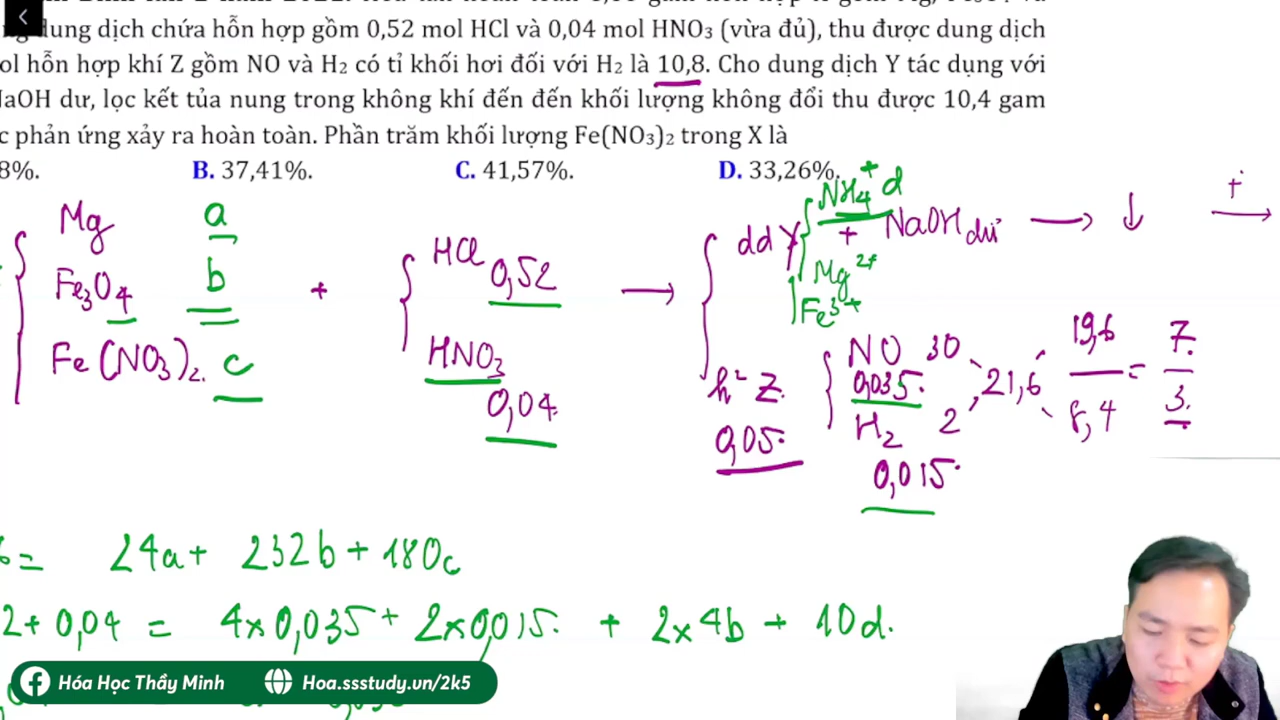 dung dịch chứa hỗn hợp gồm 0,52 mol HCl và 0,04 mol HNO₃ (vừa đủ), thu được dung dịch
ol hỗn hợp khí Z gồm NO và H₂ có tỉ khối hơi đối với H₂ là 10,8. Cho dung dịch Y tác dụng với
NaOH dư, lọc kết tủa nung trong không khí đến đến khối lượng không đổi thu được 10,4 gam
c phản ứng xảy ra hoàn toàn. Phần trăm khối lượng Fe(NO₃)₂ trong X là
8%. B. 37,41%. C. 41,57%. D. 33,26%.
NH₄⁺ d
Mg a
HCl 0,52
dd Y + NaOH dư → ↓ t
Fe₃O₄ b + →
Mg²⁺
Fe³⁺
Fe(NO₃)₂. c
HNO₃
0,04
h² Z
0,05.
NO 30
0,035.
21,6
H₂ 2
0,015.
19,6
8,4
=
7.
3.
6 = 24a + 232b + 180c
2 + 0,04 = 4x0,035 + 2x0,015. + 2x4b + 10d.
Hóa Học Thầy Minh
Hoa.ssstudy.vn/2k5